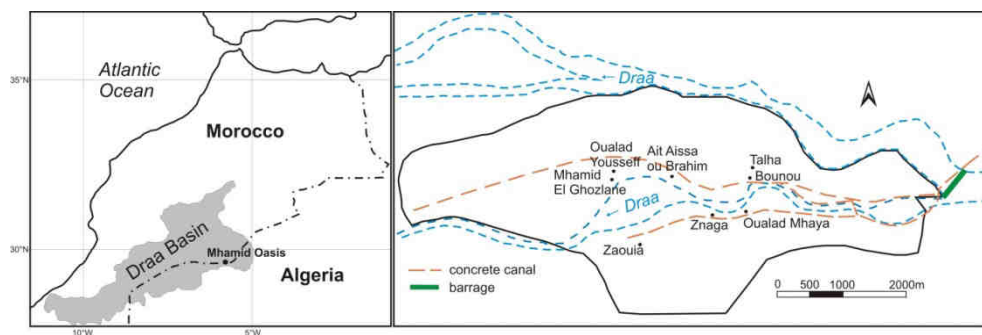 35°N
Atlantic
Ocean
Morocco
Draa Basin
30°N
Mhamid Oasis
Algeria
10°W
5°W
← Draa
Oualad
Yousseff
Ait Aissa
ou Brahim
Talha
Mhamid
El Ghozlane
Bounou
Draa
Znaga
Oualad Mhaya
Zaouia
concrete canal
barrage
0 500 1000 2000m